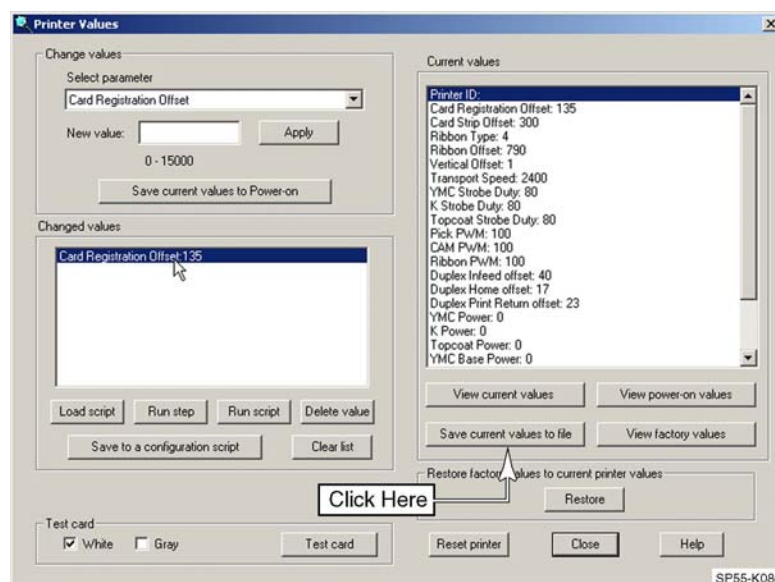 Printer Values
Change values
Select parameter
Card Registration Offset
New value:
Apply
0 - 15000
Save current values to Power-on
Changed values
Card Registration Offset:135
Load script
Run step
Run script
Delete value
Save to a configuration script
Clear list
Test card
White
Gray
Test card
Current values
Printer ID:
Card Registration Offset: 135
Card Strip Offset: 300
Ribbon Type: 4
Ribbon Offset: 790
Vertical Offset: 1
Transport Speed: 2400
YMC Strobe Duty: 80
K Strobe Duty: 80
Topcoat Strobe Duty: 80
Pick PWM: 100
CAM PWM: 100
Ribbon PWM: 100
Duplex Infeed offset: 40
Duplex Home offset: 17
Duplex Print Return offset: 23
YMC Power: 0
K Power: 0
Topcoat Power: 0
YMC Base Power: 0
View current values
View power-on values
Save current values to file
View factory values
Click Here
Restore factory values to current printer values
Restore
Reset printer
Close
Help
SP55-K08